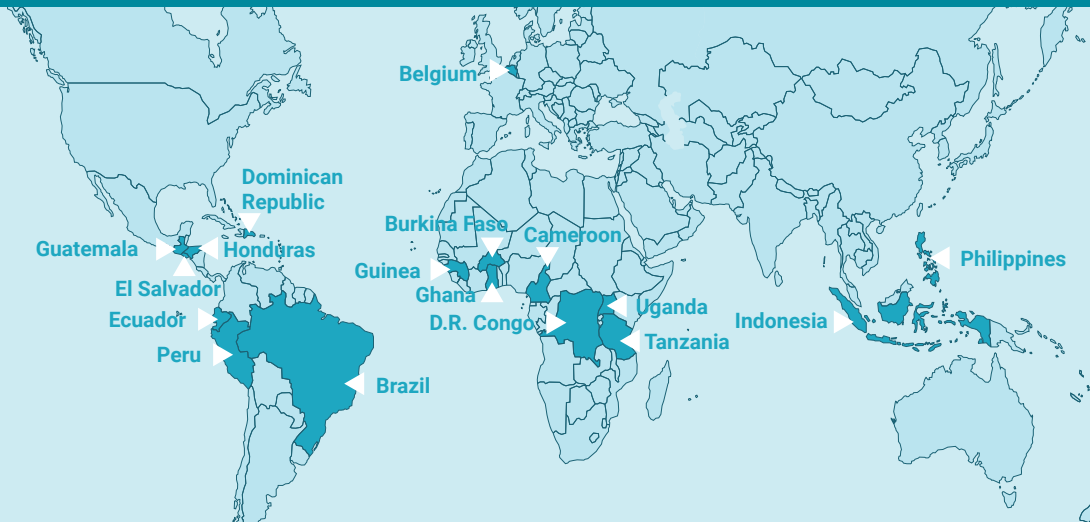 Belgium
Dominican
Republic
Burkina Faso
Cameroon
Guatemala
Honduras
Philippines
Guinea
El Salvador
Ghana
Uganda
Ecuador
D.R. Congo
Indonesia
Tanzania
Peru
Brazil